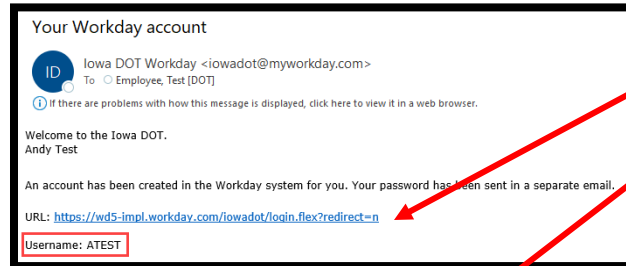 Your Workday account
ID
Iowa DOT Workday <iowadot@myworkday.com>
To Employee, Test [DOT]
If there are problems with how this message is displayed, click here to view it in a web browser.
Welcome to the Iowa DOT.
Andy Test
An account has been created in the Workday system for you. Your password has been sent in a separate email.
URL: https://wd5-impl.workday.com/iowadot/login.flex?redirect=n
Username: ATEST